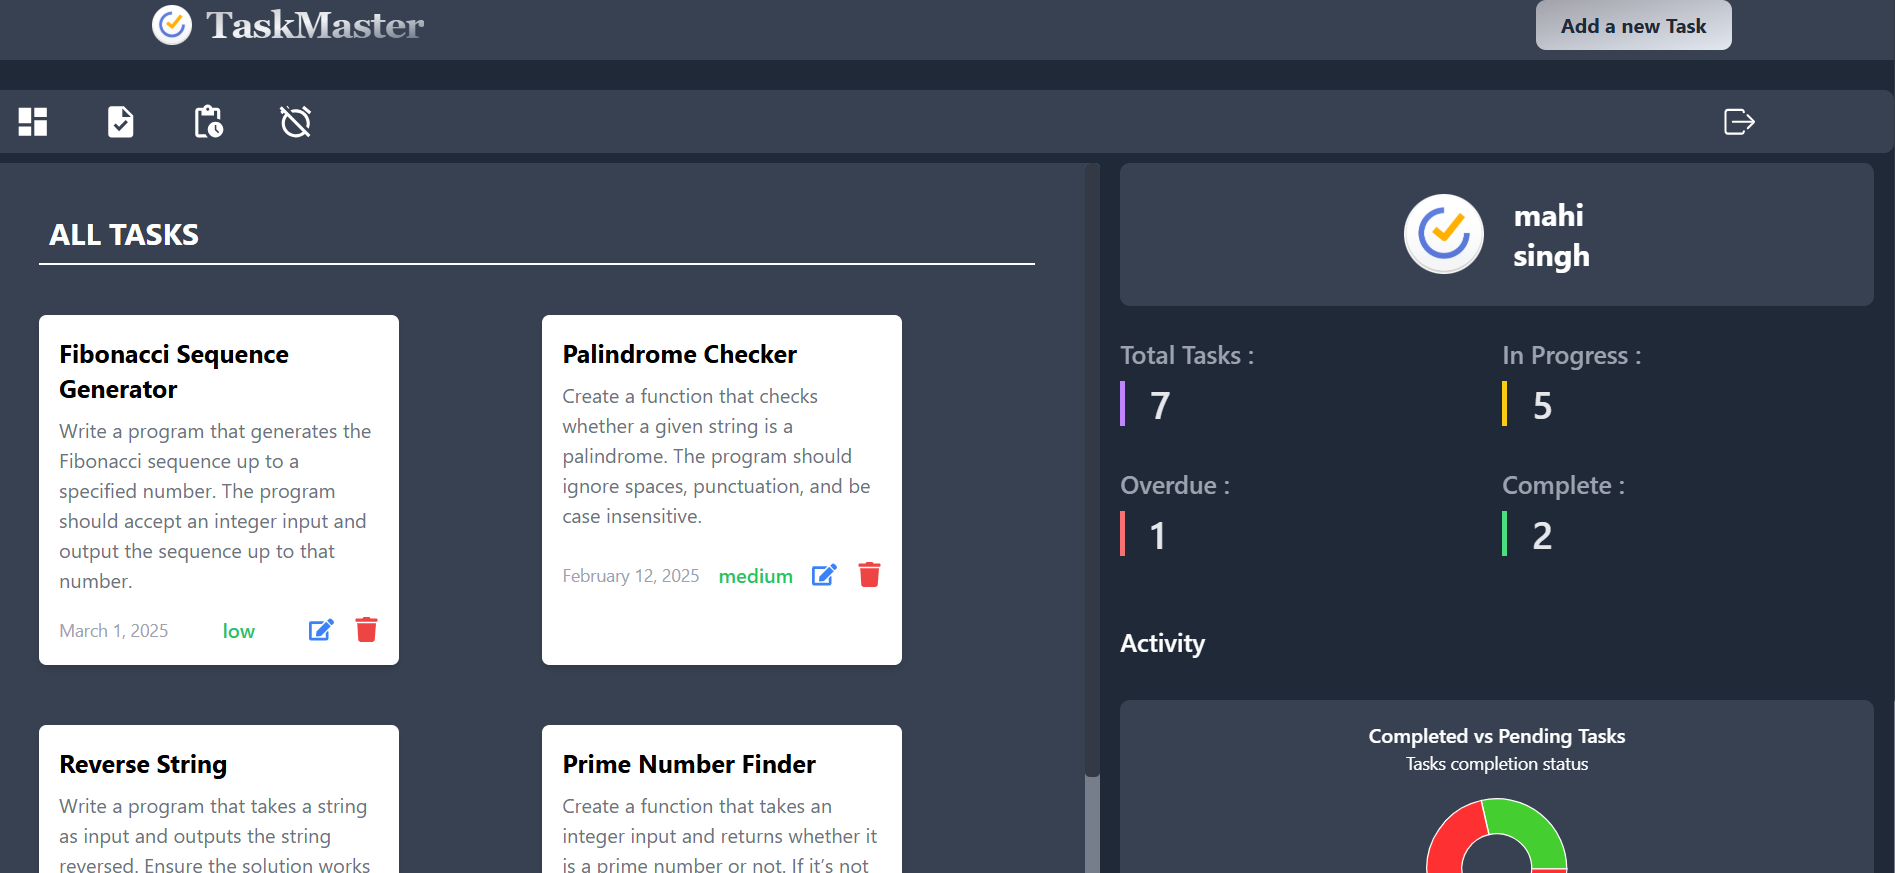 TaskMaster
Add a new Task
ALL TASKS
Fibonacci Sequence
Generator
Write a program that generates the
Fibonacci sequence up to a
specified number. The program
should accept an integer input and
output the sequence up to that
number.
March 1, 2025 low
Palindrome Checker
Create a function that checks
whether a given string is a
palindrome. The program should
ignore spaces, punctuation, and be
case insensitive.
February 12, 2025 medium
Reverse String
Write a program that takes a string
as input and outputs the string
reversed. Ensure the solution works
Prime Number Finder
Create a function that takes an
integer input and returns whether it
is a prime number or not. If it’s not
mahi
singh
Total Tasks :
7
In Progress :
5
Overdue :
1
Complete :
2
Activity
Completed vs Pending Tasks
Tasks completion status